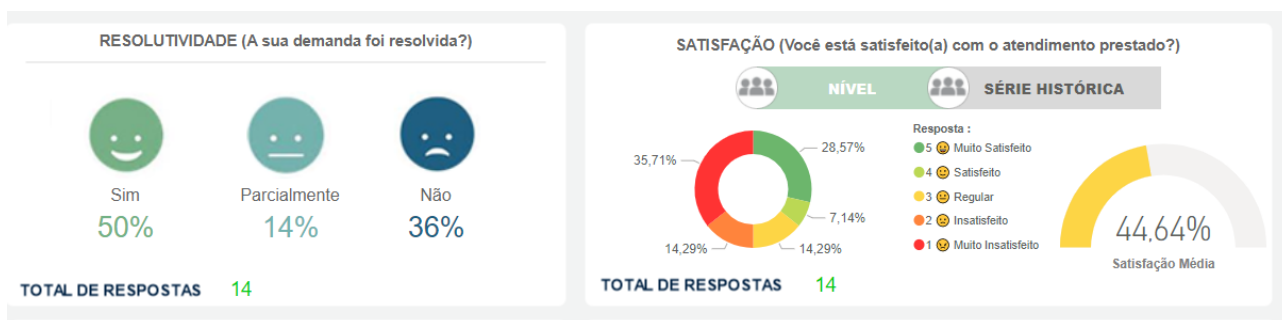 RESOLUTIVIDADE (A sua demanda foi resolvida?)
Sim
Parcialmente
Não
50%
14%
36%
TOTAL DE RESPOSTAS 14
SATISFAÇÃO (Você está satisfeito(a) com o atendimento prestado?)
NÍVEL
SÉRIE HISTÓRICA
35,71%
28,57%
7,14%
14,29%
14,29%
Resposta :
5 Muito Satisfeito
4 Satisfeito
3 Regular
2 Insatisfeito
1 Muito Insatisfeito
44,64%
Satisfação Média
TOTAL DE RESPOSTAS 14